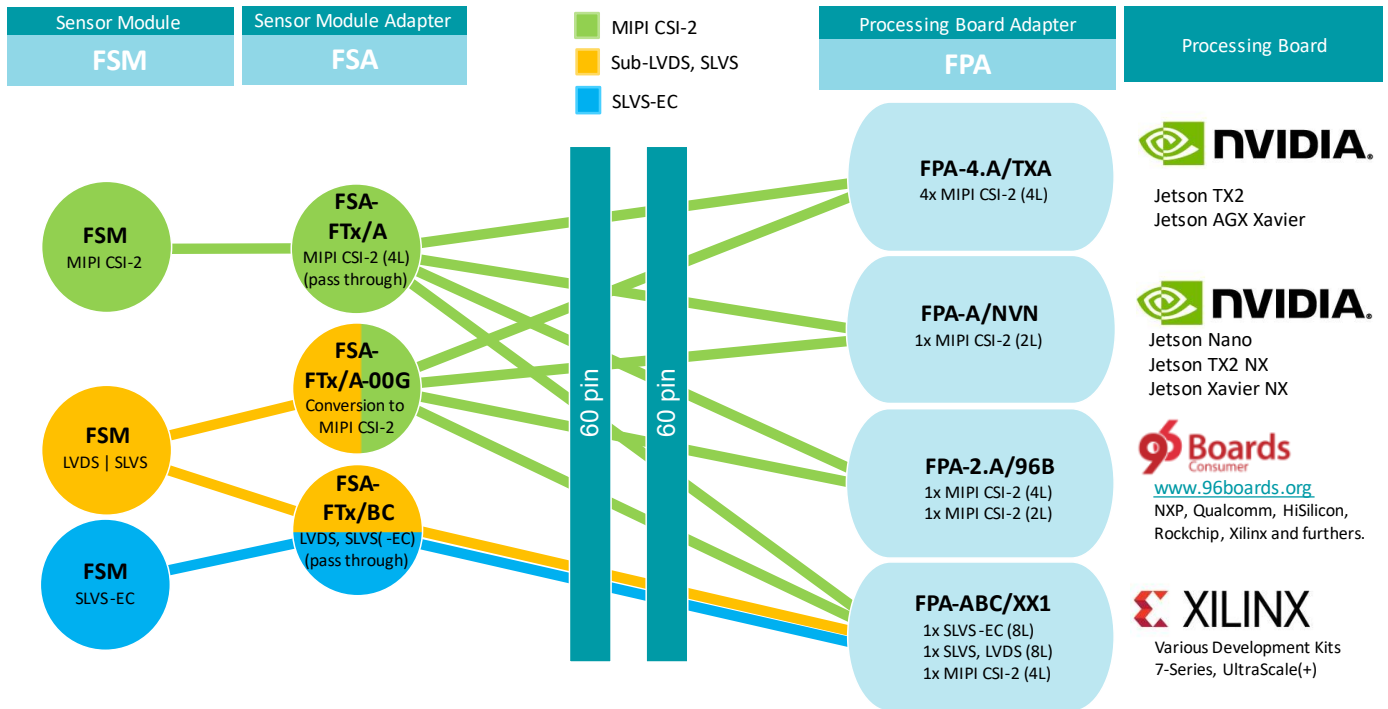 Sensor Module
FSM
Sensor Module Adapter
FSA
MIPI CSI-2
Sub-LVDS, SLVS
SLVS-EC
Processing Board Adapter
FPA
Processing Board
FSM
MIPI CSI-2
FSM
LVDS | SLVS
FSM
SLVS-EC
FSA-
FTx/A
MIPI CSI-2 (4L)
(pass through)
FSA-
FTx/A-00G
Conversion to
MIPI CSI-2
FSA-
FTx/BC
LVDS, SLVS( -EC)
(pass through)
60 pin
60 pin
FPA-4.A/TXA
4x MIPI CSI-2 (4L)
FPA-A/NVN
1x MIPI CSI-2 (2L)
FPA-2.A/96B
1x MIPI CSI-2 (4L)
1x MIPI CSI-2 (2L)
FPA-ABC/XX1
1x SLVS-EC (8L)
1x SLVS, LVDS (8L)
1x MIPI CSI-2 (4L)
NVIDIA.
Jetson TX2
Jetson AGX Xavier
NVIDIA.
Jetson Nano
Jetson TX2 NX
Jetson Xavier NX
96 Boards
Consumer
www.96boards.org
NXP, Qualcomm, HiSilicon,
Rockchip, Xilinx and furthers.
XILINX
Various Development Kits
7-Series, UltraScale(+)